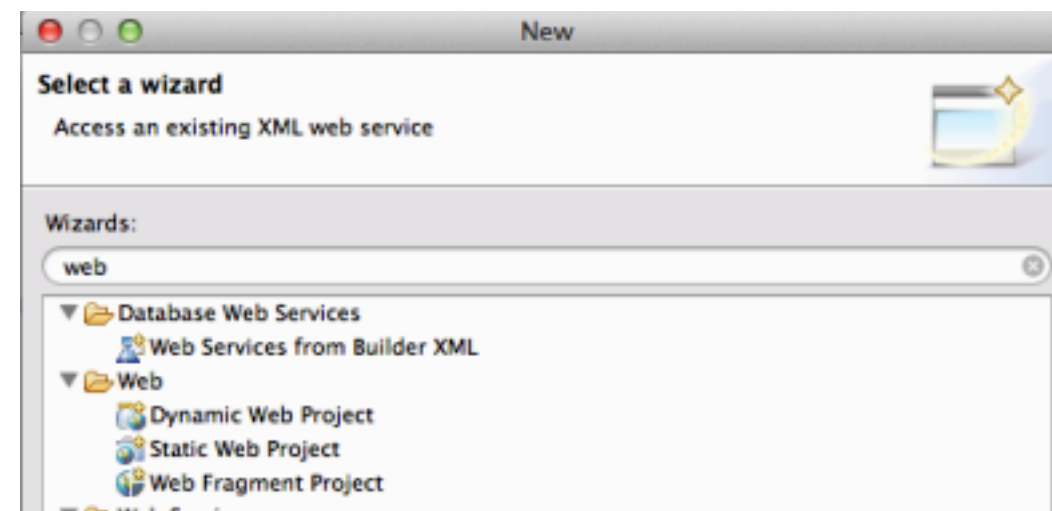 New
Select a wizard
Access an existing XML web service
Wizards:
web
Database Web Services
Web Services from Builder XML
Web
Dynamic Web Project
Static Web Project
Web Fragment Project